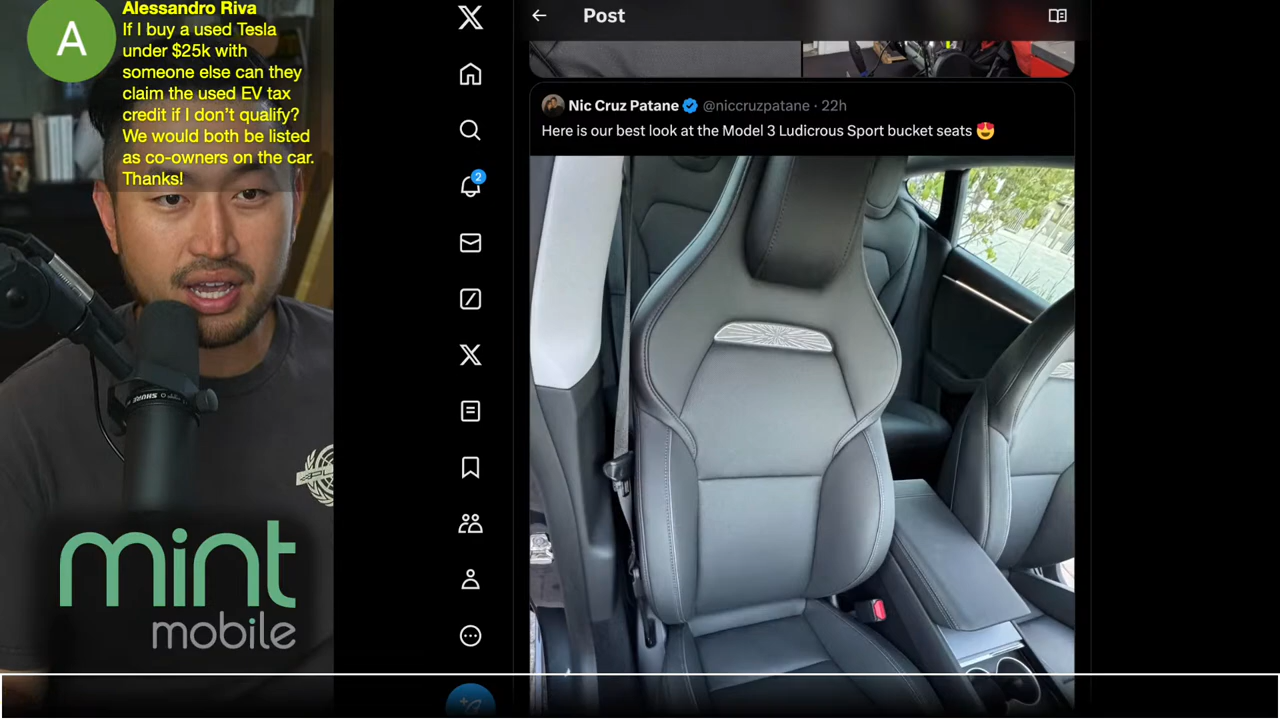 Alessandro Riva
If I buy a used Tesla
under $25k with
someone else can they
claim the used EV tax
credit if I don't qualify?
We would both be listed
as co-owners on the car.
Thanks!
A
Post
2
Nic Cruz Patane @niccruzpatane · 22h
Here is our best look at the Model 3 Ludicrous Sport bucket seats 😍
SHURE
mint
mobile